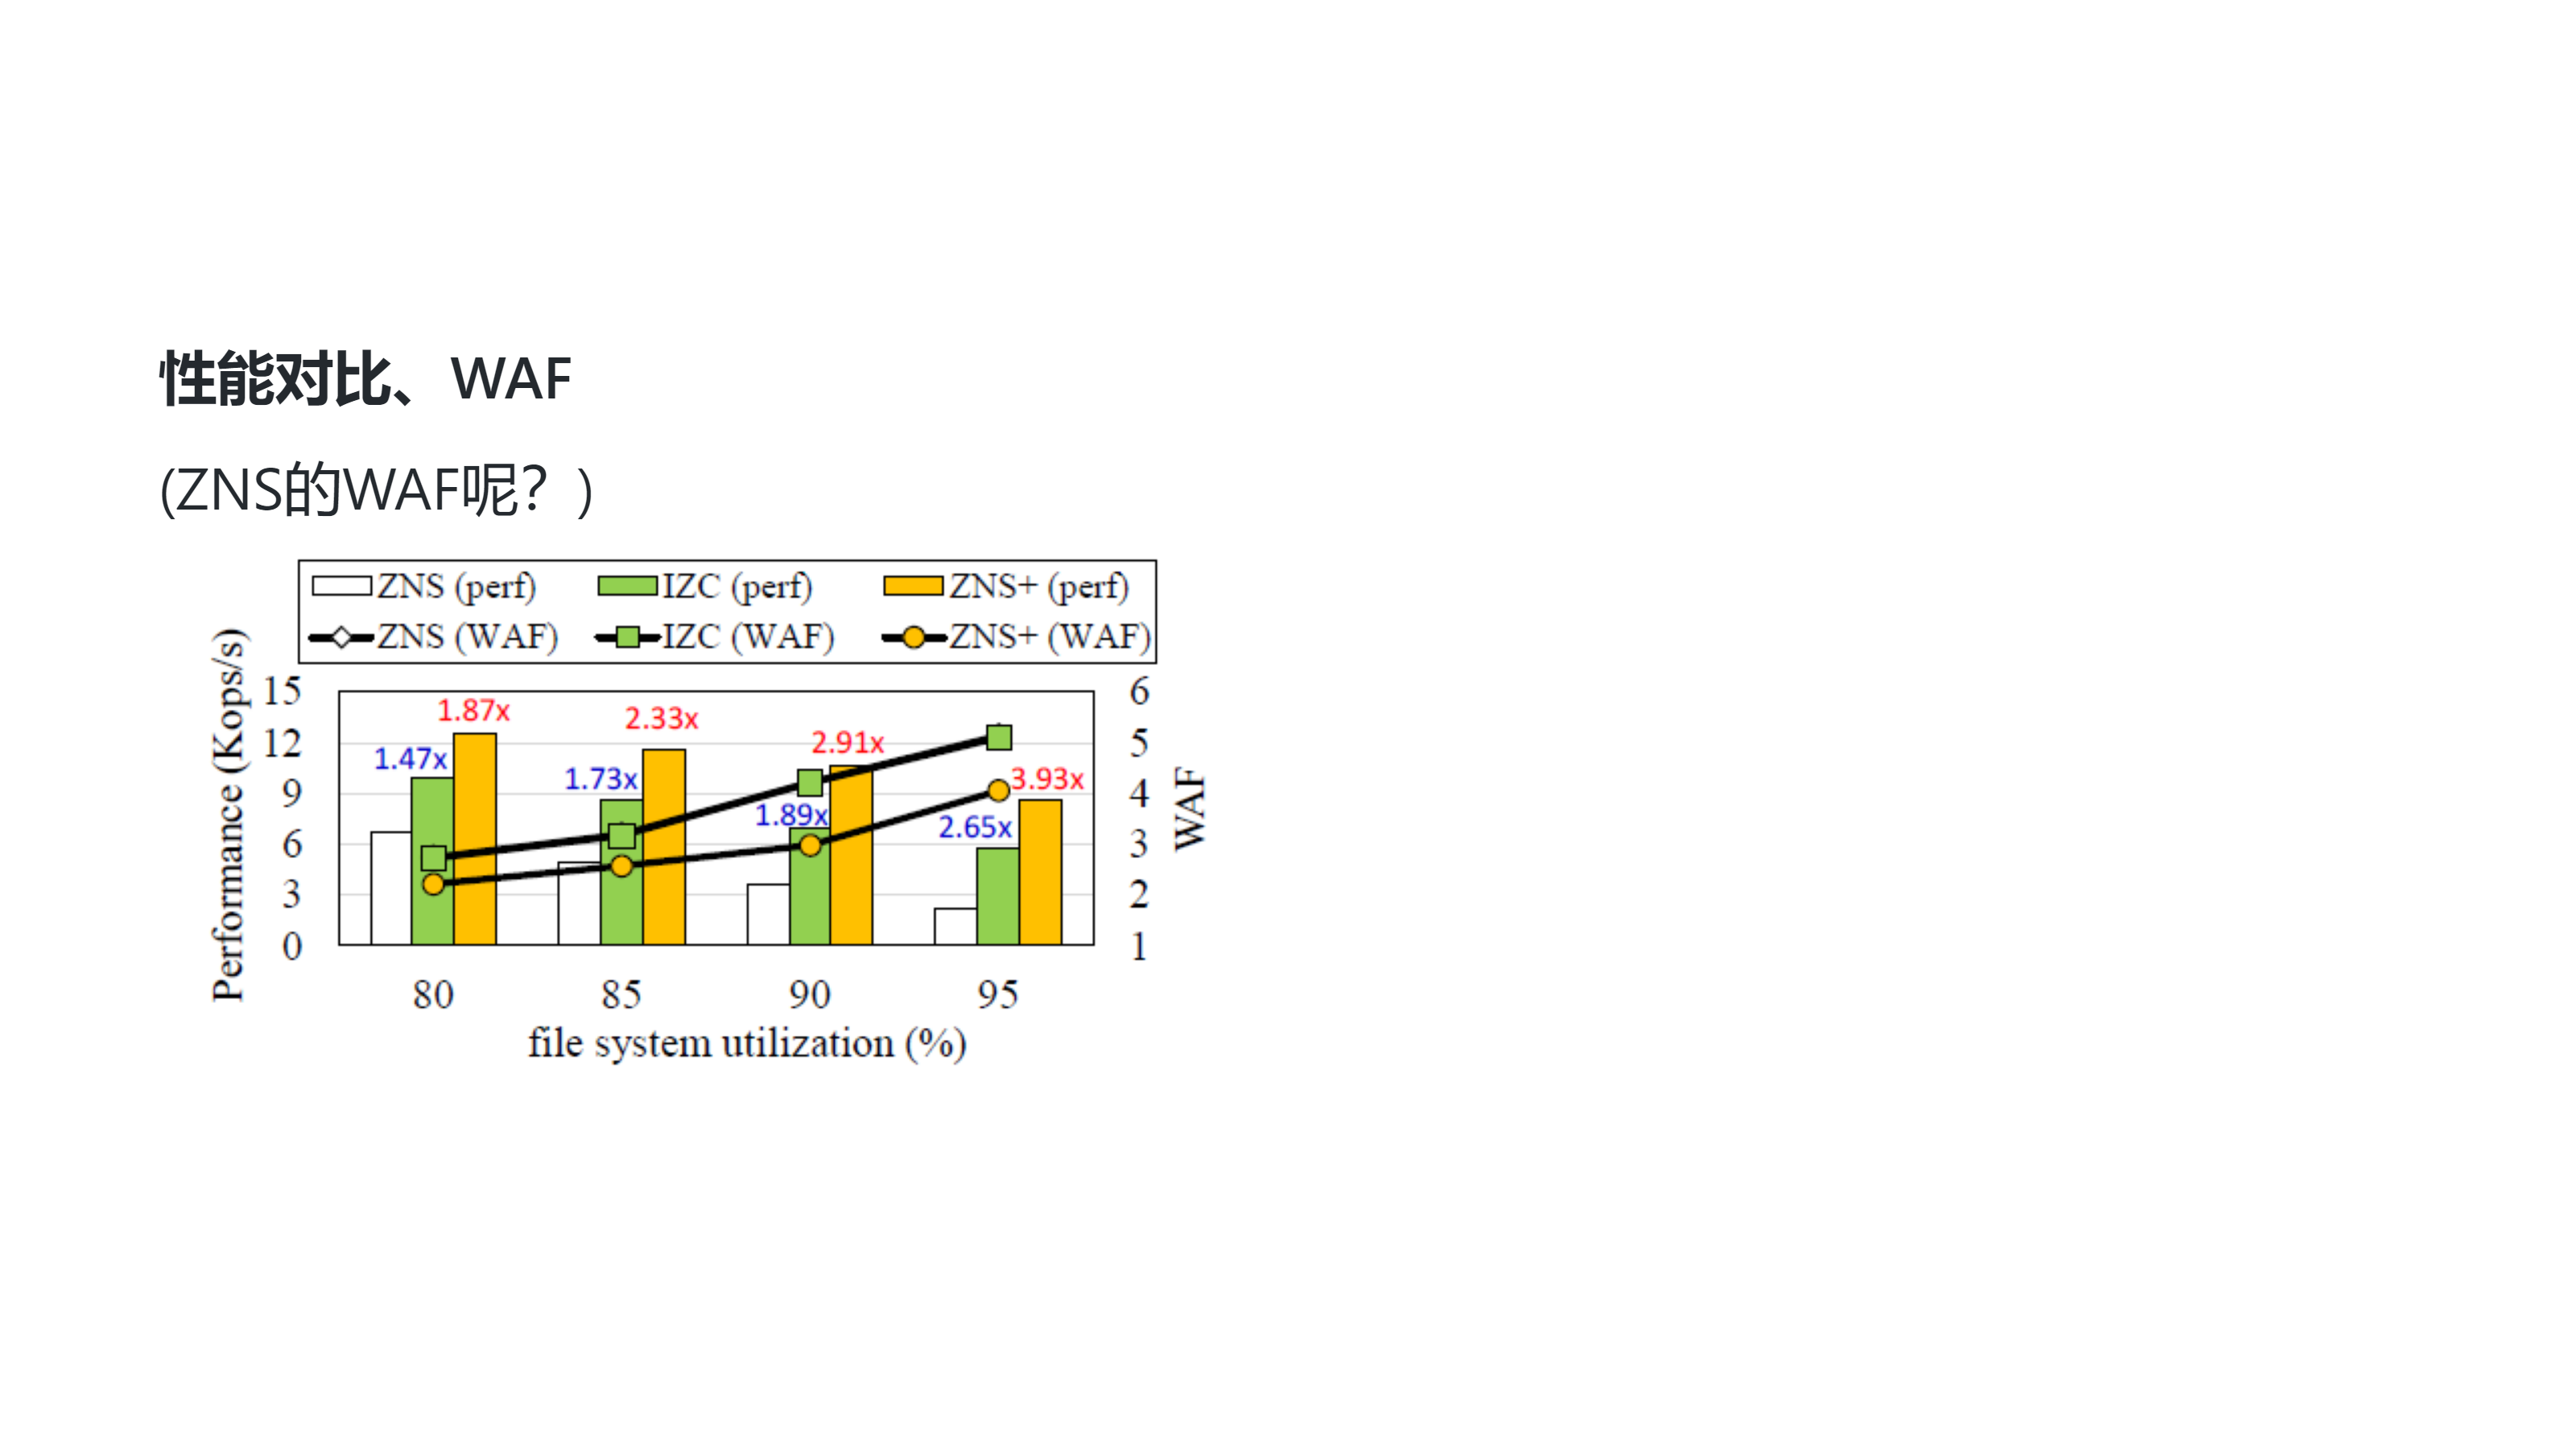 性能对比、WAF
(ZNS的WAF呢？)
ZNS (perf) IZC (perf) ZNS+ (perf)
ZNS (WAF) IZC (WAF) ZNS+ (WAF)
Performance (Kops/s)
15
12
9
6
3
0
1.47x
1.87x
1.73x
2.33x
1.89x
2.91x
2.65x
3.93x
6
5
4
3
2
1
WAF
80 85 90 95
file system utilization (%)